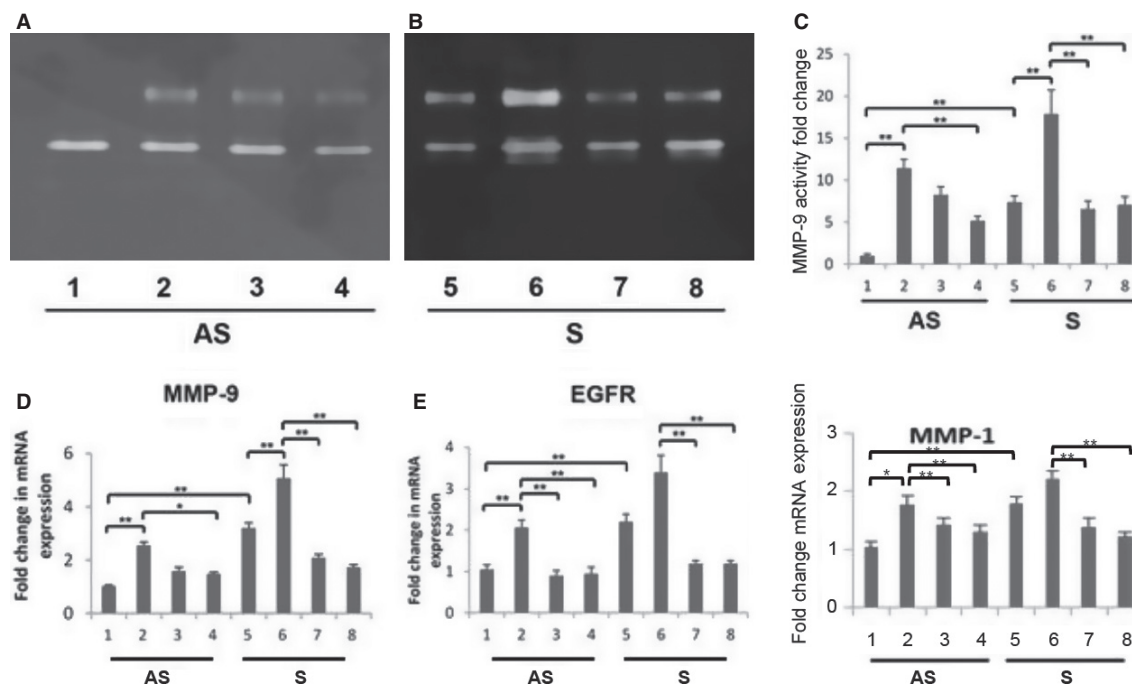 A
B
C
1 2 3 4
AS
5 6 7 8
S
MMP-9 activity fold change
25
20
15
10
5
0
**
**
**
**
**
**
1 2 3 4 5 6 7 8
AS S
D
MMP-9
Fold change in mRNA
expression
6
4
2
0
**
**
*
**
**
**
1 2 3 4 5 6 7 8
AS S
E
EGFR
Fold change in mRNA
expression
4
3
2
1
0
**
**
**
**
**
**
1 2 3 4 5 6 7 8
AS S
MMP-1
Fold change mRNA expression
3
2
1
0
**
*
**
**
**
**
1 2 3 4 5 6 7 8
AS S